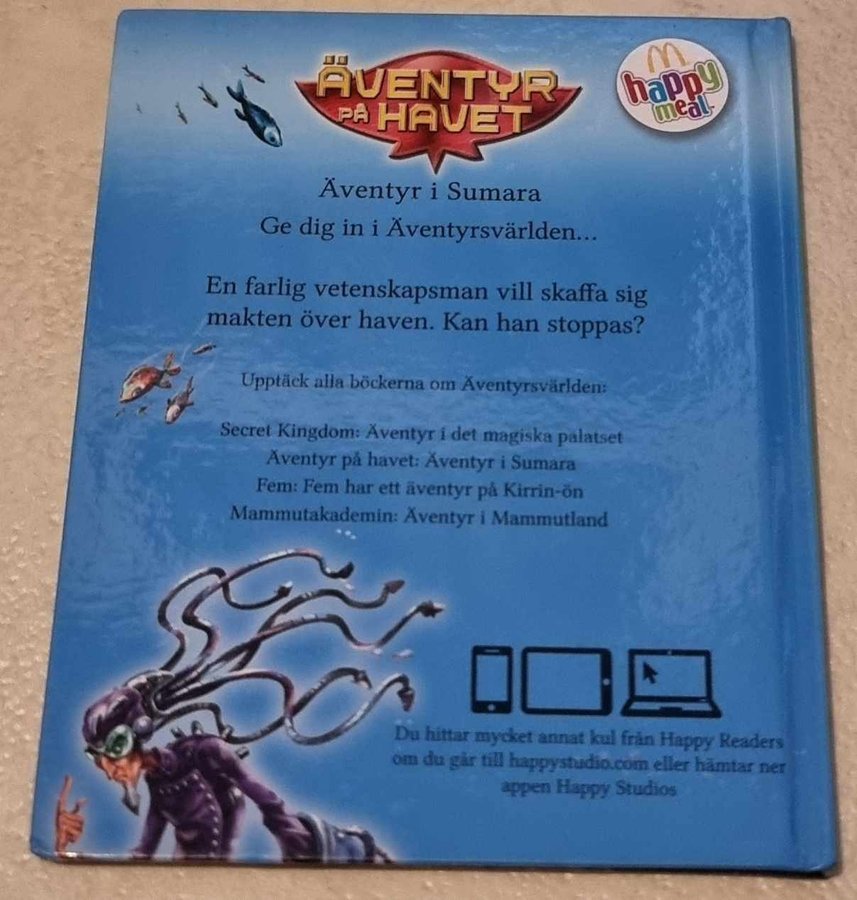 ÄVENTYR
PÅ HAVET
happy
meal
Äventyr i Sumara
Ge dig in i Äventyrsvärlden...
En farlig vetenskapsman vill skaffa sig
makten över haven. Kan han stoppas?
Upptäck alla böckerna om Äventyrsvärlden:
Secret Kingdom: Äventyr i det magiska palatset
Äventyr på havet: Äventyr i Sumara
Fem: Fem har ett äventyr på Kirrin-ön
Mammutakademin: Äventyr i Mammutland
Du hittar mycket annat kul från Happy Readers
om du går till happystudio.com eller hämtar ner
appen Happy Studios